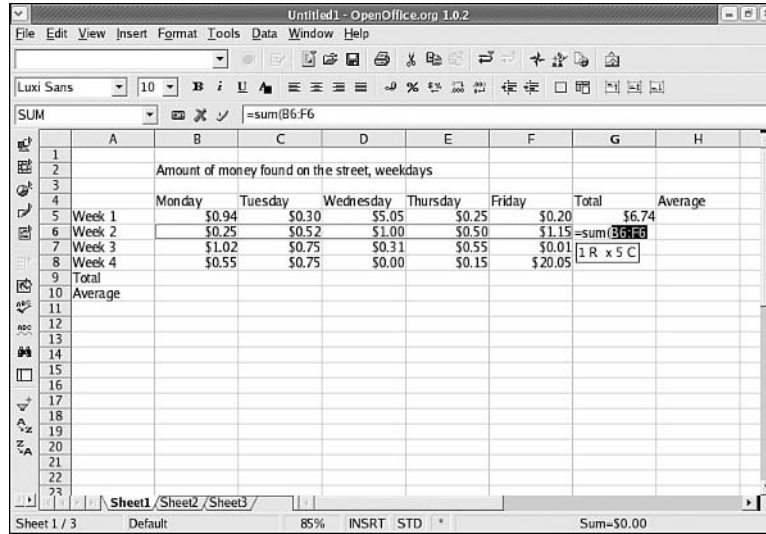 Untitled1 - OpenOffice.org 1.0.2
File Edit View Insert Format Tools Data Window Help
Luxi Sans 10 B i U A
SUM =sum(B6:F6
A B C D E F G H
1
2 Amount of money found on the street, weekdays
3
4 Monday Tuesday Wednesday Thursday Friday Total Average
5 Week 1 $0.94 $0.30 $5.05 $0.25 $0.20 $6.74
6 Week 2 $0.25 $0.52 $1.00 $0.50 $1.15 =sum(B6:F6
7 Week 3 $1.02 $0.75 $0.31 $0.55 $0.01
1 R x 5 C
8 Week 4 $0.55 $0.75 $0.00 $0.15 $20.05
9 Total
10 Average
11
12
13
14
15
16
17
18
19
20
21
22
23
Sheet1 Sheet2 Sheet3
Sheet 1 / 3 Default 85% INSRT STD * Sum=$0.00